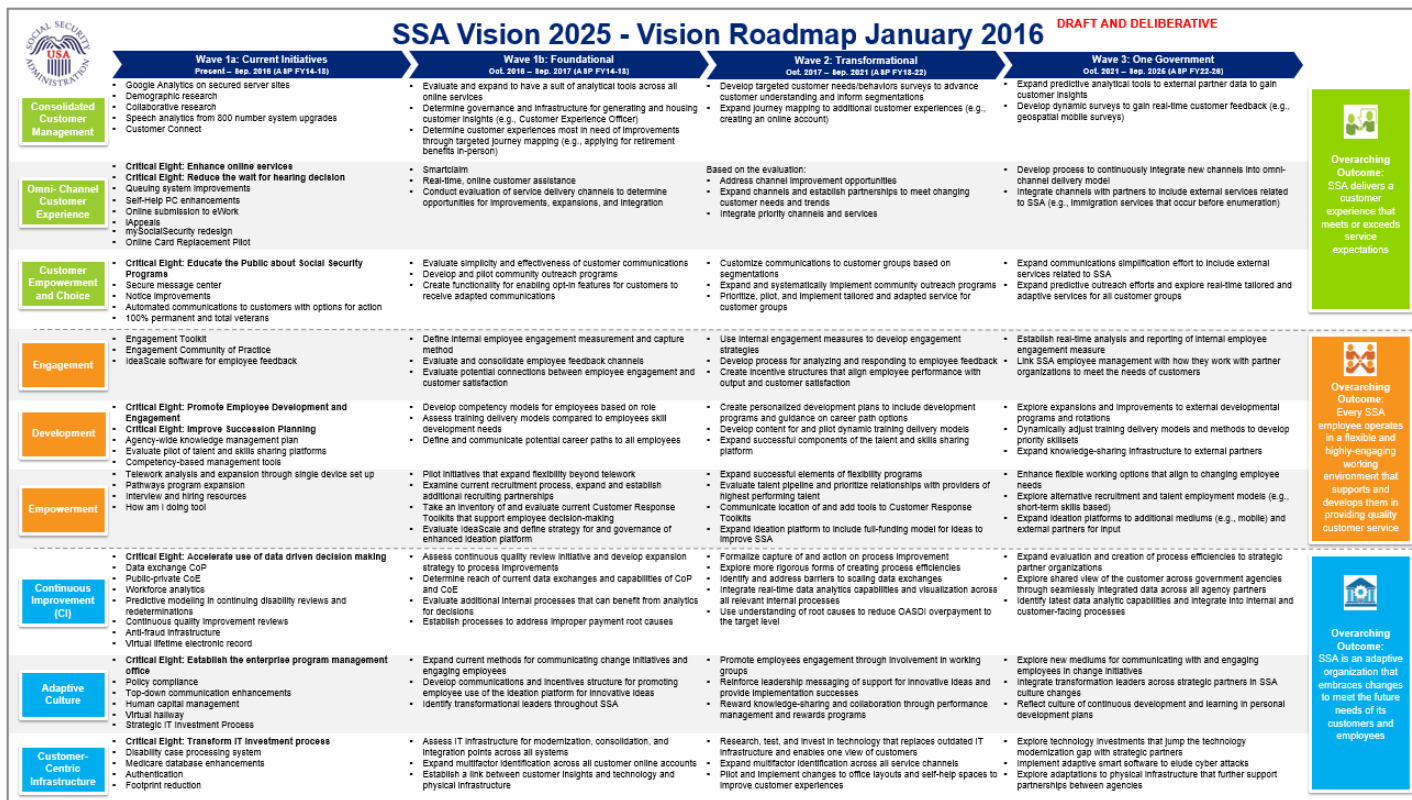 SOCIAL SECURITY ADMINISTRATION
USA
SSA Vision 2025 - Vision Roadmap January 2016
DRAFT AND DELIBERATIVE
Wave 1a: Current Initiatives
Present – Sep. 2016 (ASP FY14-18)
Wave 1b: Foundational
Oct. 2016 – Sep. 2017 (ASP FY14-18)
Wave 2: Transformational
Oct. 2017 – Sep. 2021 (ASP FY18-22)
Wave 3: One Government
Oct. 2021 – Sep. 2025 (ASP FY22-26)
Consolidated
Customer
Management
▪ Google Analytics on secured server sites
▪ Demographic research
▪ Collaborative research
▪ Speech analytics from 800 number system upgrades
▪ Customer Connect
▪ Evaluate and expand to have a suit of analytical tools across all
online services
▪ Determine governance and infrastructure for generating and housing
customer insights (e.g., Customer Experience Officer)
▪ Determine customer experiences most in need of improvements
through targeted journey mapping (e.g., applying for retirement
benefits in-person)
▪ Develop targeted customer needs/behaviors surveys to advance
customer understanding and inform segmentations
▪ Expand journey mapping to additional customer experiences (e.g.,
creating an online account)
▪ Expand predictive analytical tools to external partner data to gain
customer insights
▪ Develop dynamic surveys to gain real-time customer feedback (e.g.,
geospatial mobile surveys)
Omni- Channel
Customer
Experience
▪ Critical Eight: Enhance online services
▪ Critical Eight: Reduce the wait for hearing decision
▪ Queuing system improvements
▪ Self-Help PC enhancements
▪ Online submission to eWork
▪ iAppeals
▪ mySocialSecurity redesign
▪ Online Card Replacement Pilot
▪ Smartclaim
▪ Real-time, online customer assistance
▪ Conduct evaluation of service delivery channels to determine
opportunities for improvements, expansions, and integration
Based on the evaluation:
▪ Address channel improvement opportunities
▪ Expand channels and establish partnerships to meet changing
customer needs and trends
▪ Integrate priority channels and services
▪ Develop process to continuously integrate new channels into omni-
channel delivery model
▪ Integrate channels with partners to include external services related
to SSA (e.g., immigration services that occur before enumeration)
Customer
Empowerment
and Choice
▪ Critical Eight: Educate the Public about Social Security
Programs
▪ Secure message center
▪ Notice improvements
▪ Automated communications to customers with options for action
▪ 100% permanent and total veterans
▪ Evaluate simplicity and effectiveness of customer communications
▪ Develop and pilot community outreach programs
▪ Create functionality for enabling opt-in features for customers to
receive adapted communications
▪ Customize communications to customer groups based on
segmentations
▪ Expand and systematically implement community outreach programs
▪ Prioritize, pilot, and implement tailored and adapted service for
customer groups
▪ Expand communications simplification effort to include external
services related to SSA
▪ Expand predictive outreach efforts and explore real-time tailored and
adaptive services for all customer groups
Overarching
Outcome:
SSA delivers a
customer
experience that
meets or exceeds
service
expectations
Engagement
▪ Engagement Toolkit
▪ Engagement Community of Practice
▪ IdeaScale software for employee feedback
▪ Define internal employee engagement measurement and capture
method
▪ Evaluate and consolidate employee feedback channels
▪ Evaluate potential connections between employee engagement and
customer satisfaction
▪ Use internal engagement measures to develop engagement
strategies
▪ Develop process for analyzing and responding to employee feedback
▪ Create incentive structures that align employee performance with
output and customer satisfaction
▪ Establish real-time analysis and reporting of internal employee
engagement measure
▪ Link SSA employee management with how they work with partner
organizations to meet the needs of customers
Development
▪ Critical Eight: Promote Employee Development and
Engagement
▪ Critical Eight: Improve Succession Planning
▪ Agency-wide knowledge management plan
▪ Evaluate pilot of talent and skills sharing platforms
▪ Competency-based management tools
▪ Develop competency models for employees based on role
▪ Assess training delivery models compared to employees skill
development needs
▪ Define and communicate potential career paths to all employees
▪ Create personalized development plans to include development
programs and guidance on career path options
▪ Develop content for and pilot dynamic training delivery models
▪ Expand successful components of the talent and skills sharing
platform
▪ Explore expansions and improvements to external developmental
programs and rotations
▪ Dynamically adjust training delivery models and methods to develop
priority skillsets
▪ Expand knowledge-sharing infrastructure to external partners
Empowerment
▪ Telework analysis and expansion through single device set up
▪ Pathways program expansion
▪ Interview and hiring resources
▪ How am I doing tool
▪ Pilot initiatives that expand flexibility beyond telework
▪ Examine current recruitment process, expand and establish
additional recruiting partnerships
▪ Take an inventory of and evaluate current Customer Response
Toolkits that support employee decision-making
▪ Evaluate IdeaScale and define strategy for and governance of
enhanced ideation platform
▪ Expand successful elements of flexibility programs
▪ Evaluate talent pipeline and prioritize relationships with providers of
highest performing talent
▪ Communicate location of and add tools to Customer Response
Toolkits
▪ Expand ideation platform to include full-funding model for ideas to
improve SSA
▪ Enhance flexible working options that align to changing employee
needs
▪ Explore alternative recruitment and talent employment models (e.g.,
short-term skills based)
▪ Expand ideation platforms to additional mediums (e.g., mobile) and
external partners for input
Overarching
Outcome:
Every SSA
employee operates
in a flexible and
highly-engaging
working
environment that
supports and
develops them in
providing quality
customer service
Continuous
Improvement
(CI)
▪ Critical Eight: Accelerate use of data driven decision making
▪ Data exchange CoP
▪ Public-private CoE
▪ Workforce analytics
▪ Predictive modeling in continuing disability reviews and
redeterminations
▪ Continuous quality improvement reviews
▪ Anti-fraud infrastructure
▪ Virtual lifetime electronic record
▪ Assess continuous quality review initiative and develop expansion
strategy to process improvements
▪ Determine reach of current data exchanges and capabilities of CoP
and CoE
▪ Evaluate additional internal processes that can benefit from analytics
for decisions
▪ Establish processes to address improper payment root causes
▪ Formalize capture of and action on process improvement
▪ Explore more rigorous forms of creating process efficiencies
▪ Identify and address barriers to scaling data exchanges
▪ Integrate real-time data analytics capabilities and visualization across
all relevant internal processes
▪ Use understanding of root causes to reduce OASDI overpayment to
the target level
▪ Expand evaluation and creation of process efficiencies to strategic
partner organizations
▪ Explore shared view of the customer across government agencies
through seamlessly integrated data across all agency partners
▪ Identify latest data analytic capabilities and integrate into internal and
customer-facing processes
Adaptive
Culture
▪ Critical Eight: Establish the enterprise program management
office
▪ Policy compliance
▪ Top-down communication enhancements
▪ Human capital management
▪ Virtual hallway
▪ Strategic IT Investment Process
▪ Expand current methods for communicating change initiatives and
engaging employees
▪ Develop communications and incentives structure for promoting
employee use of the ideation platform for innovative ideas
▪ Identify transformational leaders throughout SSA
▪ Promote employees engagement through involvement in working
groups
▪ Reinforce leadership messaging of support for innovative ideas and
provide implementation successes
▪ Reward knowledge-sharing and collaboration through performance
management and rewards programs
▪ Explore new mediums for communicating with and engaging
employees in change initiatives
▪ Integrate transformation leaders across strategic partners in SSA
culture changes
▪ Reflect culture of continuous development and learning in personal
development plans
Customer-
Centric
Infrastructure
▪ Critical Eight: Transform IT investment process
▪ Disability case processing system
▪ Medicare database enhancements
▪ Authentication
▪ Footprint reduction
▪ Assess IT infrastructure for modernization, consolidation, and
integration points across all systems
▪ Expand multifactor identification across all customer online accounts
▪ Establish a link between customer insights and technology and
physical infrastructure
▪ Research, test, and invest in technology that replaces outdated IT
infrastructure and enables one view of customers
▪ Expand multifactor identification across all service channels
▪ Pilot and implement changes to office layouts and self-help spaces to
improve customer experiences
▪ Explore technology investments that jump the technology
modernization gap with strategic partners
▪ Implement adaptive smart software to elude cyber attacks
▪ Explore adaptations to physical infrastructure that further support
partnerships between agencies
Overarching
Outcome:
SSA is an adaptive
organization that
embraces changes
to meet the future
needs of its
customers and
employees